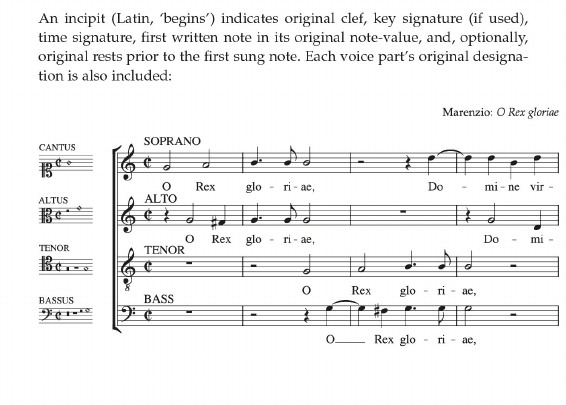 An incipit (Latin, ‘begins’) indicates original clef, key signature (if used),
time signature, first written note in its original note-value, and, optionally,
original rests prior to the first sung note. Each voice part’s original designa-
tion is also included:
Marenzio: O Rex gloriae
CANTUS SOPRANO
O Rex glo - ri - ae, Do - mi - ne vir -
ALTUS ALTO
O Rex glo - ri - ae, Do - mi -
TENOR TENOR
O Rex glo - ri - ae,
BASSUS BASS
O Rex glo - ri - ae,